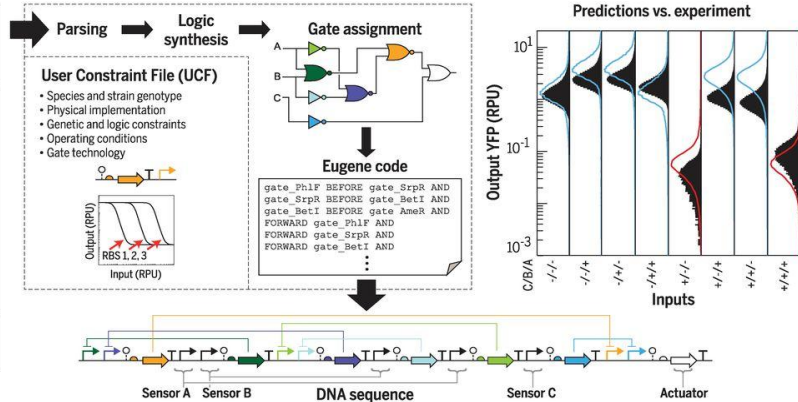 Parsing
Logic
synthesis
Gate assignment
A
B
C
User Constraint File (UCF)
• Species and strain genotype
• Physical implementation
• Genetic and logic constraints
• Operating conditions
• Gate technology
Output (RPU)
RBS 1, 2, 3
Input (RPU)
Eugene code
gate_PhlF BEFORE gate_SrpR AND
gate_SrpR BEFORE gate_BetI AND
gate_BetI BEFORE gate AmeR AND
FORWARD gate_PhlF AND
FORWARD gate_SrpR AND
FORWARD gate_BetI AND
⋮
Predictions vs. experiment
Output YFP (RPU)
10¹
10⁰
10⁻¹
10⁻³
C/B/A
-/-/-
-/-/+
-/+/-
-/+/+
+/-/-
+/-/+
+/+/-
+/+/+
Inputs
Sensor A
Sensor B
DNA sequence
Sensor C
Actuator